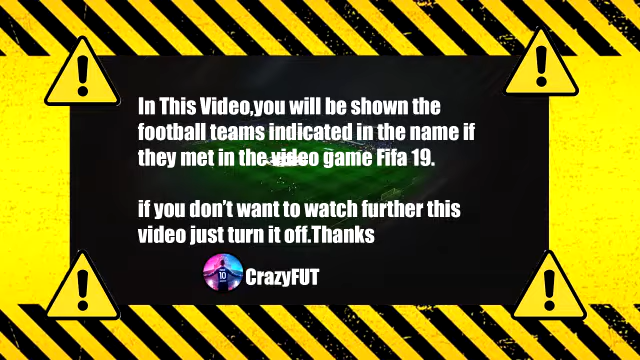 In This Video,you will be shown the
football teams indicated in the name if
they met in the video game Fifa 19.
if you don't want to watch further this
video just turn it off.Thanks
10
CrazyFUT